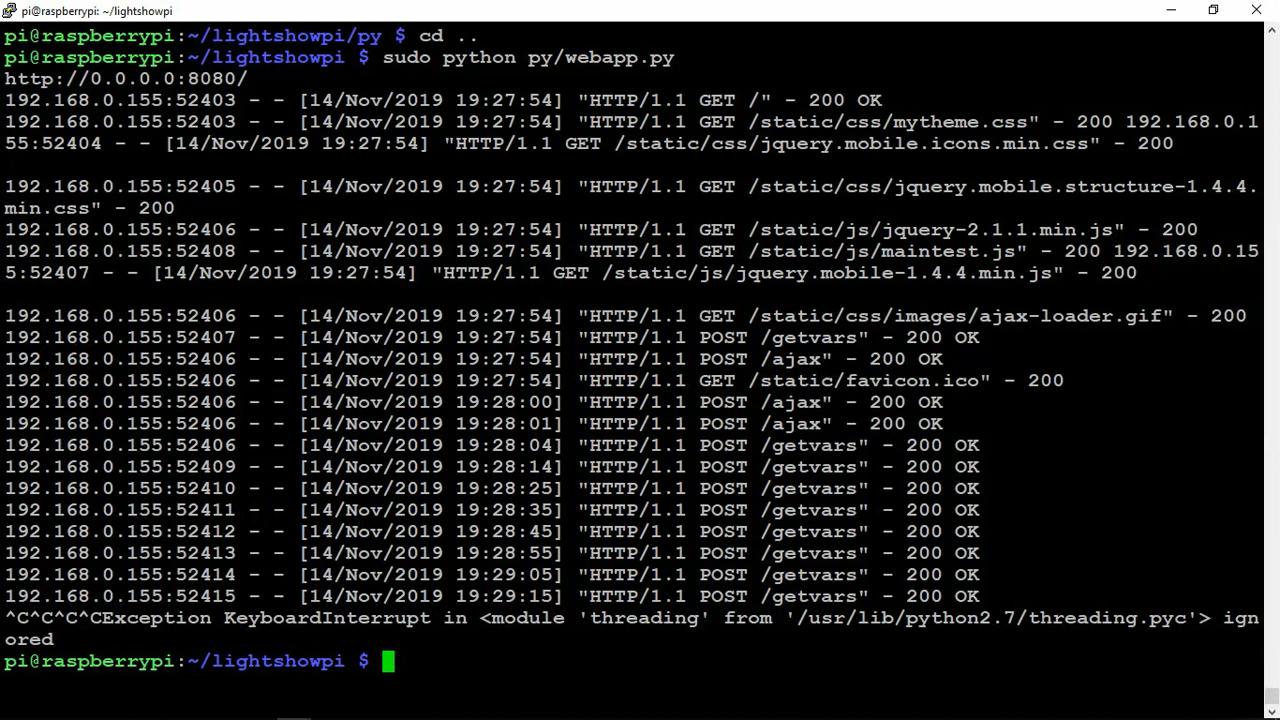 pi@raspberrypi: ~/lightshowpi
pi@raspberrypi:~/lightshowpi/py $ cd ..
pi@raspberrypi:~/lightshowpi $ sudo python py/webapp.py
http://0.0.0.0:8080/
192.168.0.155:52403 - - [14/Nov/2019 19:27:54] "HTTP/1.1 GET /" - 200 OK
192.168.0.155:52403 - - [14/Nov/2019 19:27:54] "HTTP/1.1 GET /static/css/mytheme.css" - 200 192.168.0.1
55:52404 - - [14/Nov/2019 19:27:54] "HTTP/1.1 GET /static/css/jquery.mobile.icons.min.css" - 200
192.168.0.155:52405 - - [14/Nov/2019 19:27:54] "HTTP/1.1 GET /static/css/jquery.mobile.structure-1.4.4.
min.css" - 200
192.168.0.155:52406 - - [14/Nov/2019 19:27:54] "HTTP/1.1 GET /static/js/jquery-2.1.1.min.js" - 200
192.168.0.155:52408 - - [14/Nov/2019 19:27:54] "HTTP/1.1 GET /static/js/maintest.js" - 200 192.168.0.15
5:52407 - - [14/Nov/2019 19:27:54] "HTTP/1.1 GET /static/js/jquery.mobile-1.4.4.min.js" - 200
192.168.0.155:52406 - - [14/Nov/2019 19:27:54] "HTTP/1.1 GET /static/css/images/ajax-loader.gif" - 200
192.168.0.155:52407 - - [14/Nov/2019 19:27:54] "HTTP/1.1 POST /getvars" - 200 OK
192.168.0.155:52406 - - [14/Nov/2019 19:27:54] "HTTP/1.1 POST /ajax" - 200 OK
192.168.0.155:52406 - - [14/Nov/2019 19:27:54] "HTTP/1.1 GET /static/favicon.ico" - 200
192.168.0.155:52406 - - [14/Nov/2019 19:28:00] "HTTP/1.1 POST /ajax" - 200 OK
192.168.0.155:52406 - - [14/Nov/2019 19:28:01] "HTTP/1.1 POST /ajax" - 200 OK
192.168.0.155:52406 - - [14/Nov/2019 19:28:04] "HTTP/1.1 POST /getvars" - 200 OK
192.168.0.155:52409 - - [14/Nov/2019 19:28:14] "HTTP/1.1 POST /getvars" - 200 OK
192.168.0.155:52410 - - [14/Nov/2019 19:28:25] "HTTP/1.1 POST /getvars" - 200 OK
192.168.0.155:52411 - - [14/Nov/2019 19:28:35] "HTTP/1.1 POST /getvars" - 200 OK
192.168.0.155:52412 - - [14/Nov/2019 19:28:45] "HTTP/1.1 POST /getvars" - 200 OK
192.168.0.155:52413 - - [14/Nov/2019 19:28:55] "HTTP/1.1 POST /getvars" - 200 OK
192.168.0.155:52414 - - [14/Nov/2019 19:29:05] "HTTP/1.1 POST /getvars" - 200 OK
192.168.0.155:52415 - - [14/Nov/2019 19:29:15] "HTTP/1.1 POST /getvars" - 200 OK
^C^C^C^CException KeyboardInterrupt in <module 'threading' from '/usr/lib/python2.7/threading.pyc'> ign
ored
pi@raspberrypi:~/lightshowpi $